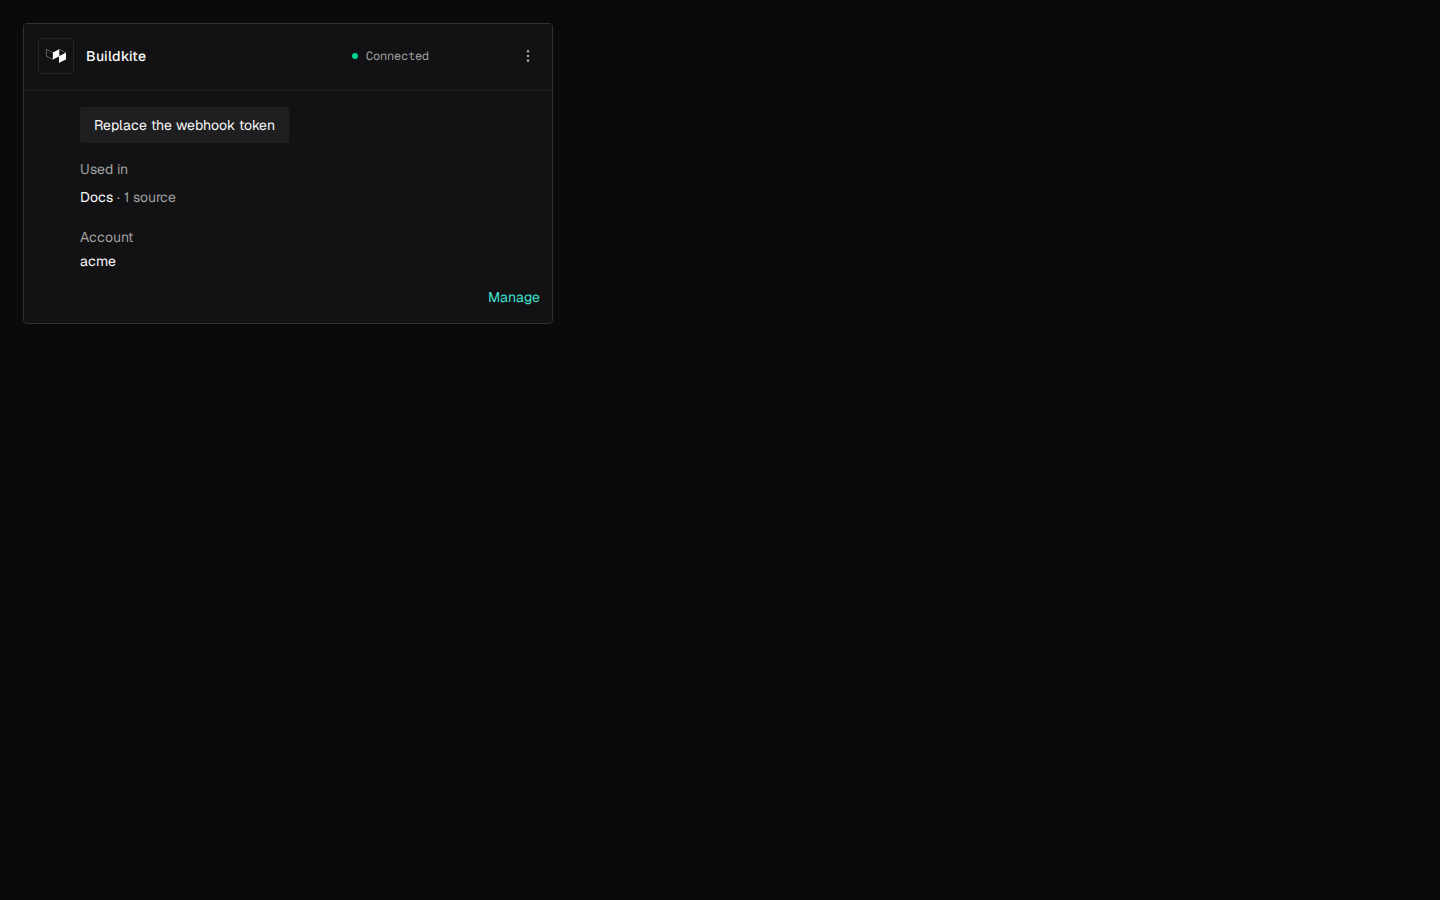 Buildkite
Connected
Replace the webhook token
Used in
Docs · 1 source
Account
acme
Manage